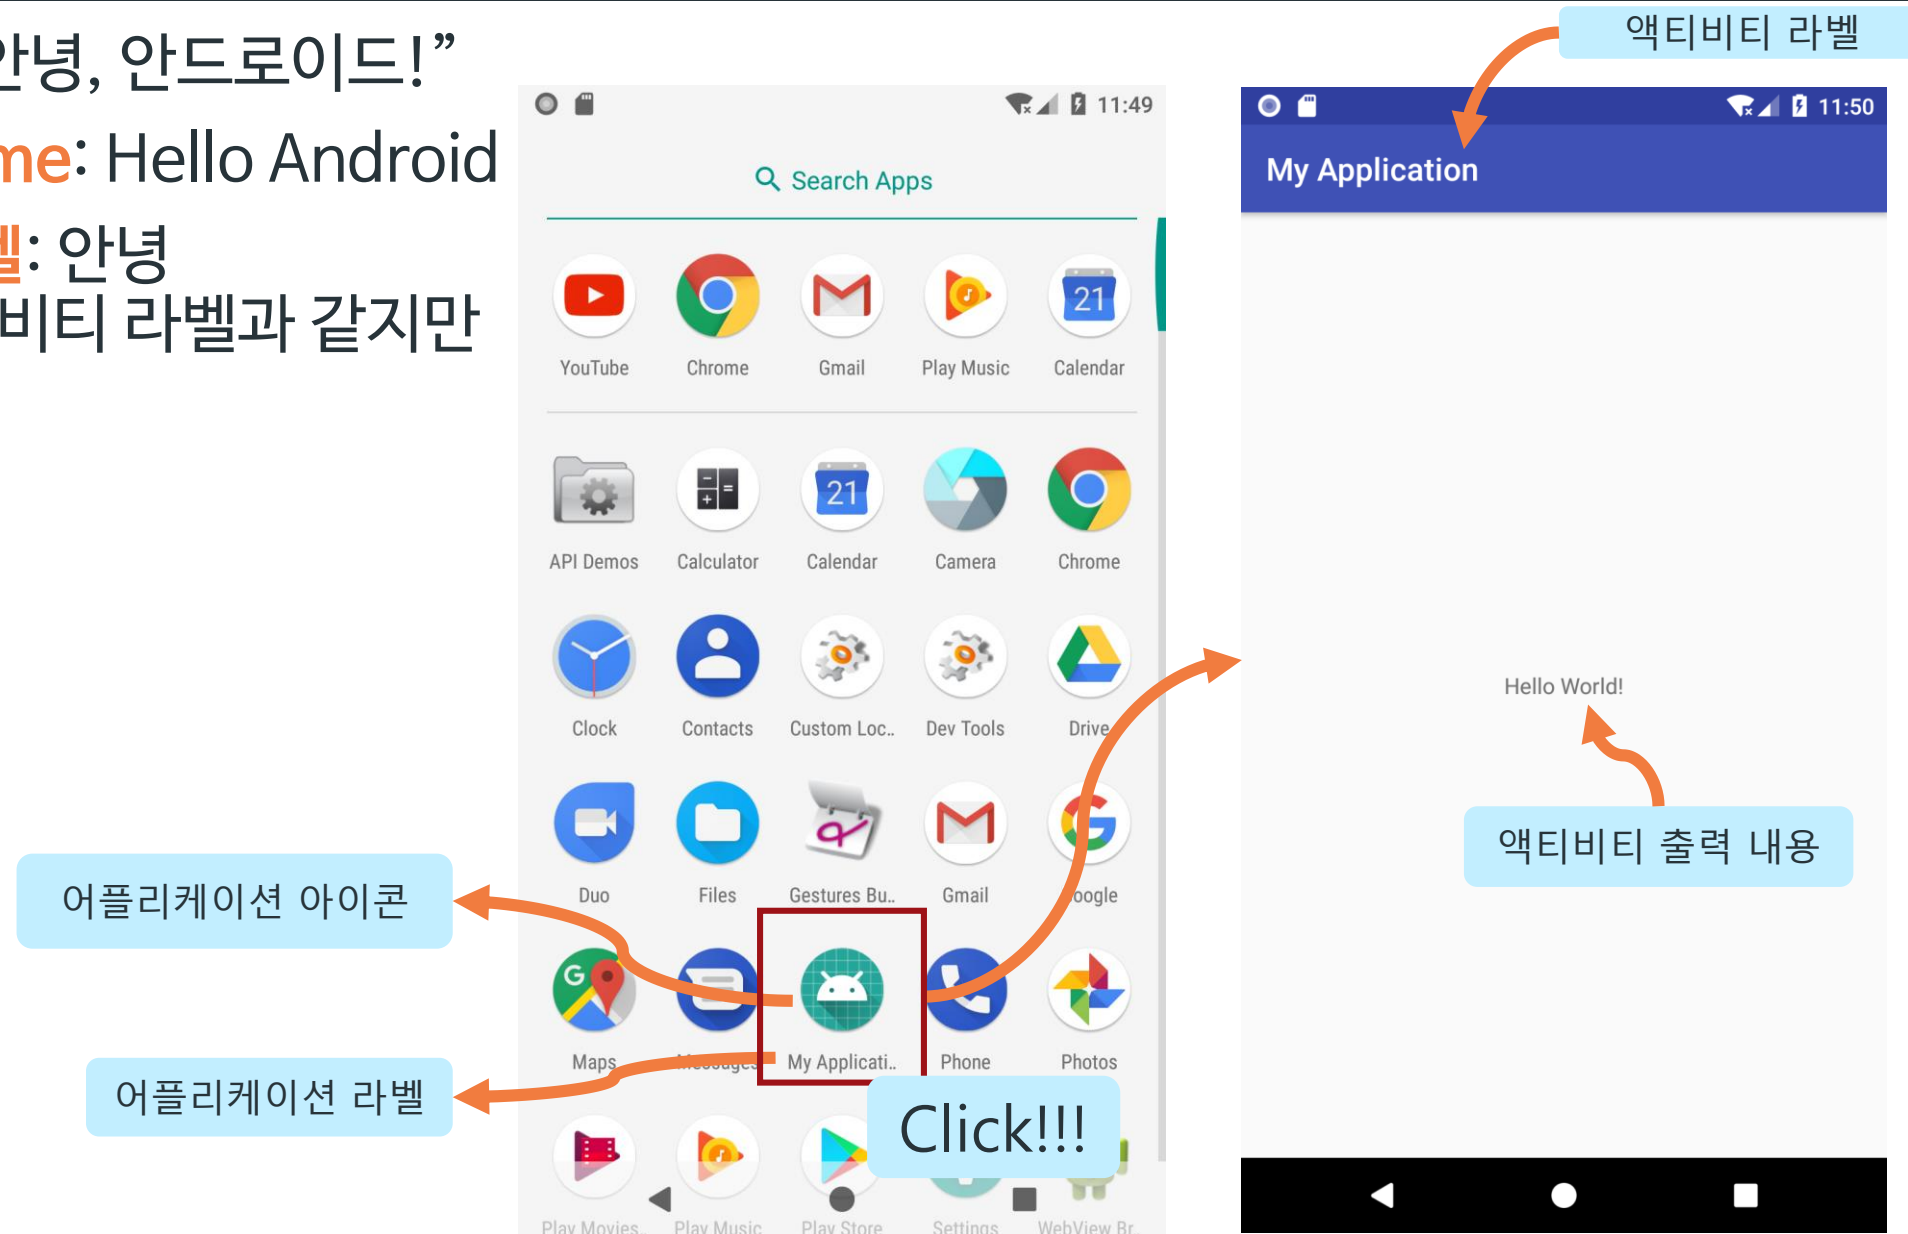 안녕, 안드로이드!”
me: Hello Android
벨: 안녕
비티 라벨과 같지만
11:49
Search Apps
YouTube Chrome Gmail Play Music Calendar
21
API Demos Calculator Calendar Camera Chrome
21
Clock Contacts Custom Loc.. Dev Tools Drive
Duo Files Gestures Bu.. Gmail Google
어플리케이션 아이콘
G
Maps Messages My Applicati.. Phone Photos
어플리케이션 라벨
Click!!!
Play Movies.. Play Music Play Store Settings WebView Br..
액티비티 라벨
11:50
My Application
Hello World!
액티비티 출력 내용